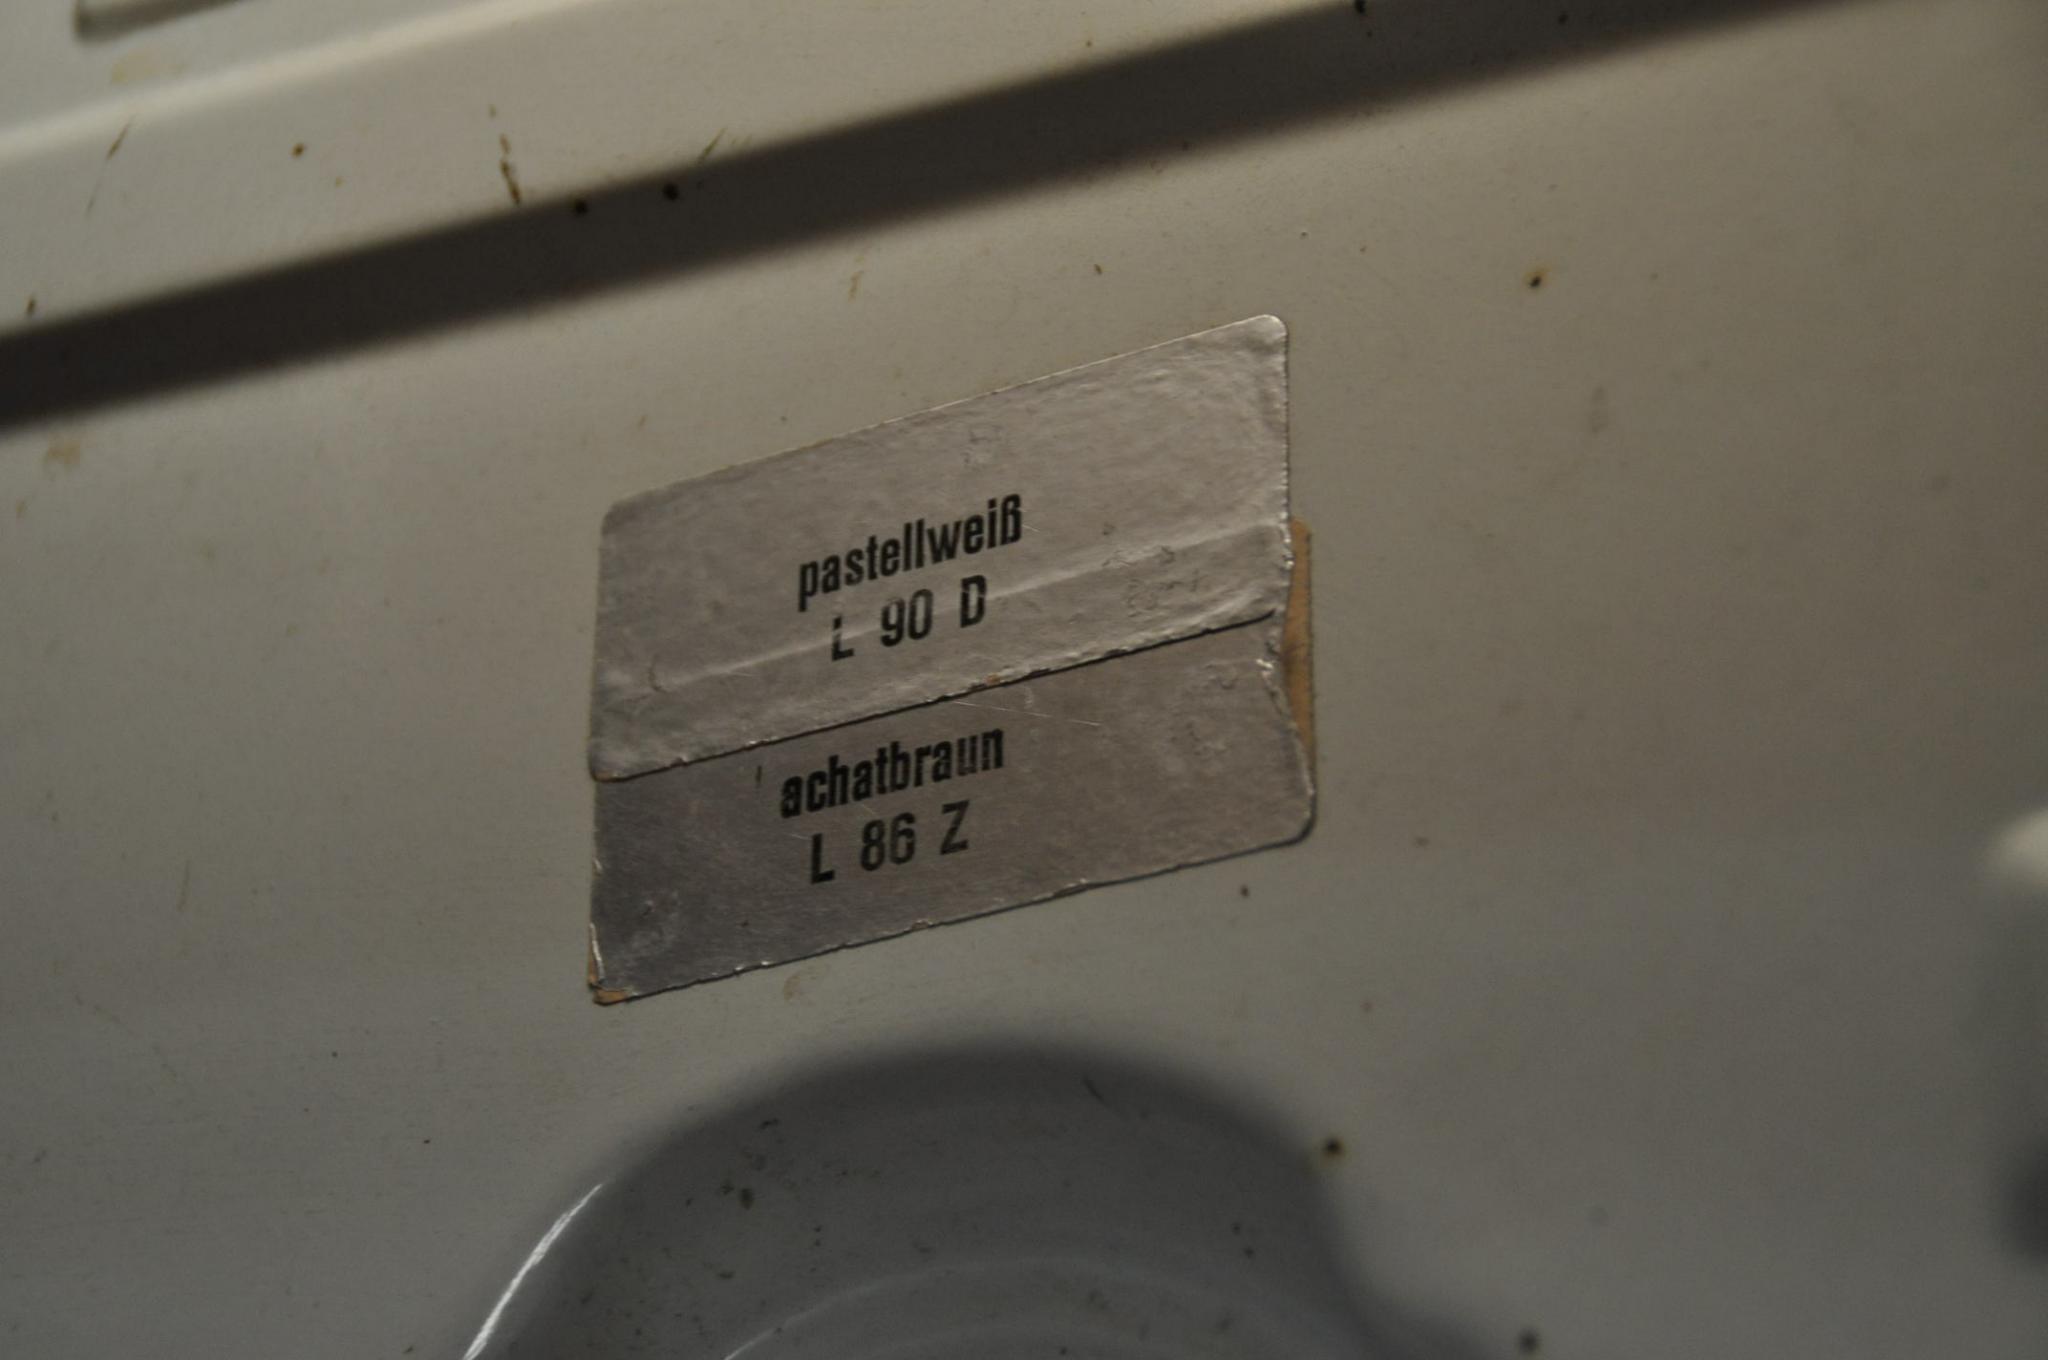 pastellweiß
L 90 D
achatbraun
L 86 Z